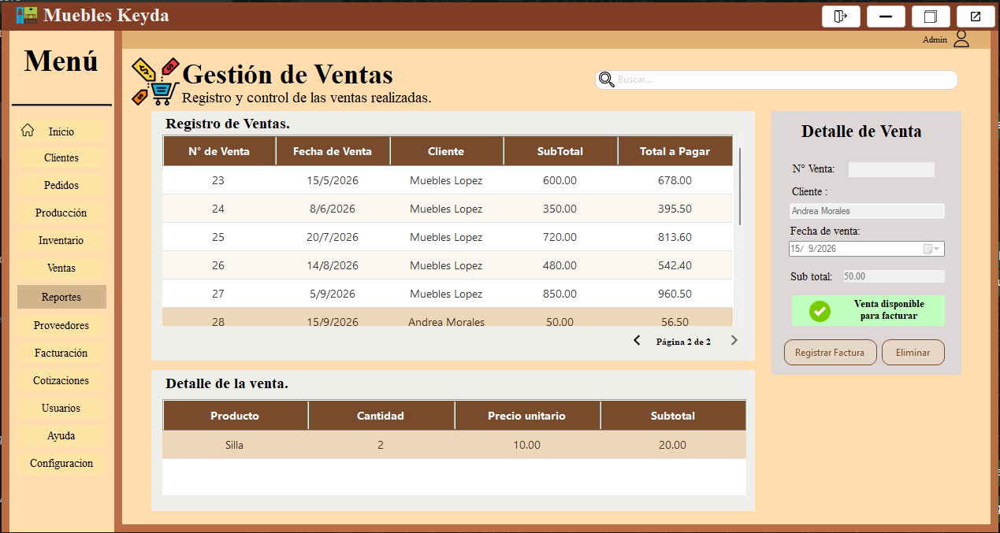 Muebles Keyda
Admin
Menú
Inicio
Clientes
Pedidos
Producción
Inventario
Ventas
Reportes
Proveedores
Facturación
Cotizaciones
Usuarios
Ayuda
Configuracion
Gestión de Ventas
Registro y control de las ventas realizadas.
Buscar...
Registro de Ventas.
N° de Venta Fecha de Venta Cliente SubTotal Total a Pagar
23 15/5/2026 Muebles Lopez 600.00 678.00
24 8/6/2026 Muebles Lopez 350.00 395.50
25 20/7/2026 Muebles Lopez 720.00 813.60
26 14/8/2026 Muebles Lopez 480.00 542.40
27 5/9/2026 Muebles Lopez 850.00 960.50
28 15/9/2026 Andrea Morales 50.00 56.50
Página 2 de 2
Detalle de la venta.
Producto Cantidad Precio unitario Subtotal
Silla 2 10.00 20.00
Detalle de Venta
N° Venta:
Cliente :
Andrea Morales
Fecha de venta:
15/ 9/2026
Sub total: 50.00
Venta disponible
para facturar
Registrar Factura Eliminar